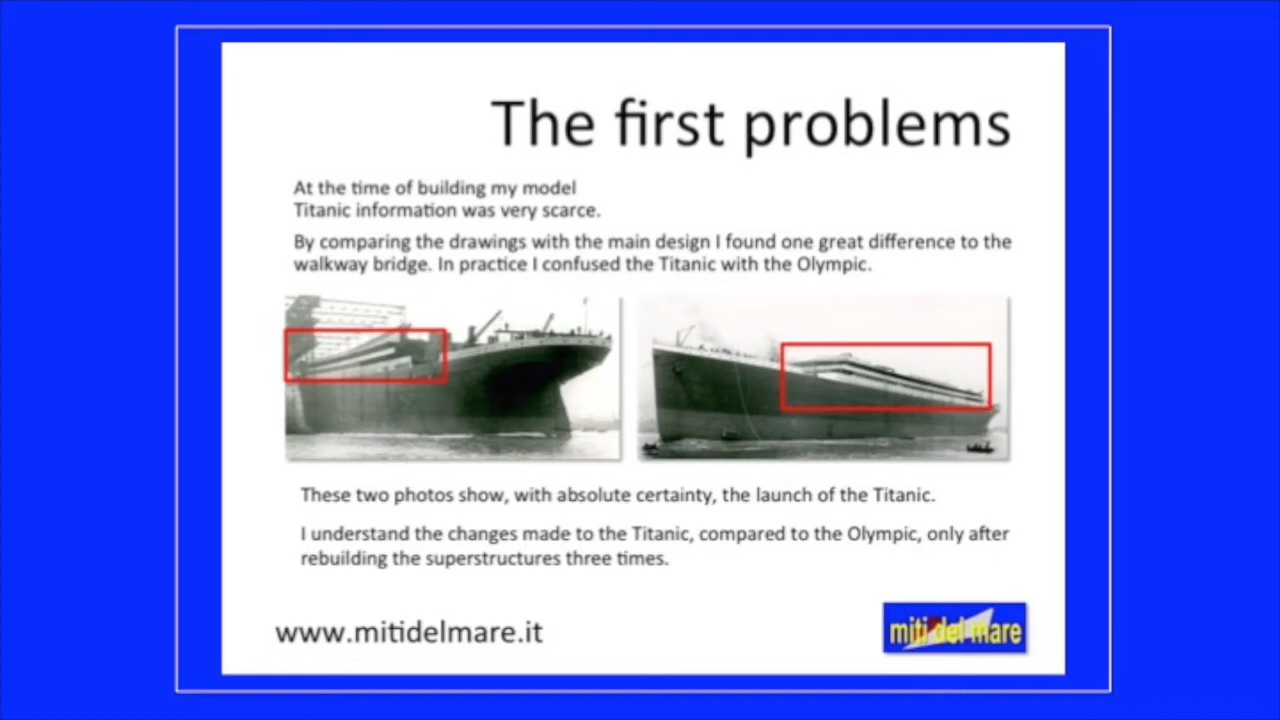 The first problems
At the time of building my model
Titanic information was very scarce.
By comparing the drawings with the main design I found one great difference to the
walkway bridge. In practice I confused the Titanic with the Olympic.
These two photos show, with absolute certainty, the launch of the Titanic.
I understand the changes made to the Titanic, compared to the Olympic, only after
rebuilding the superstructures three times.
www.mitidelmare.it
miti del mare